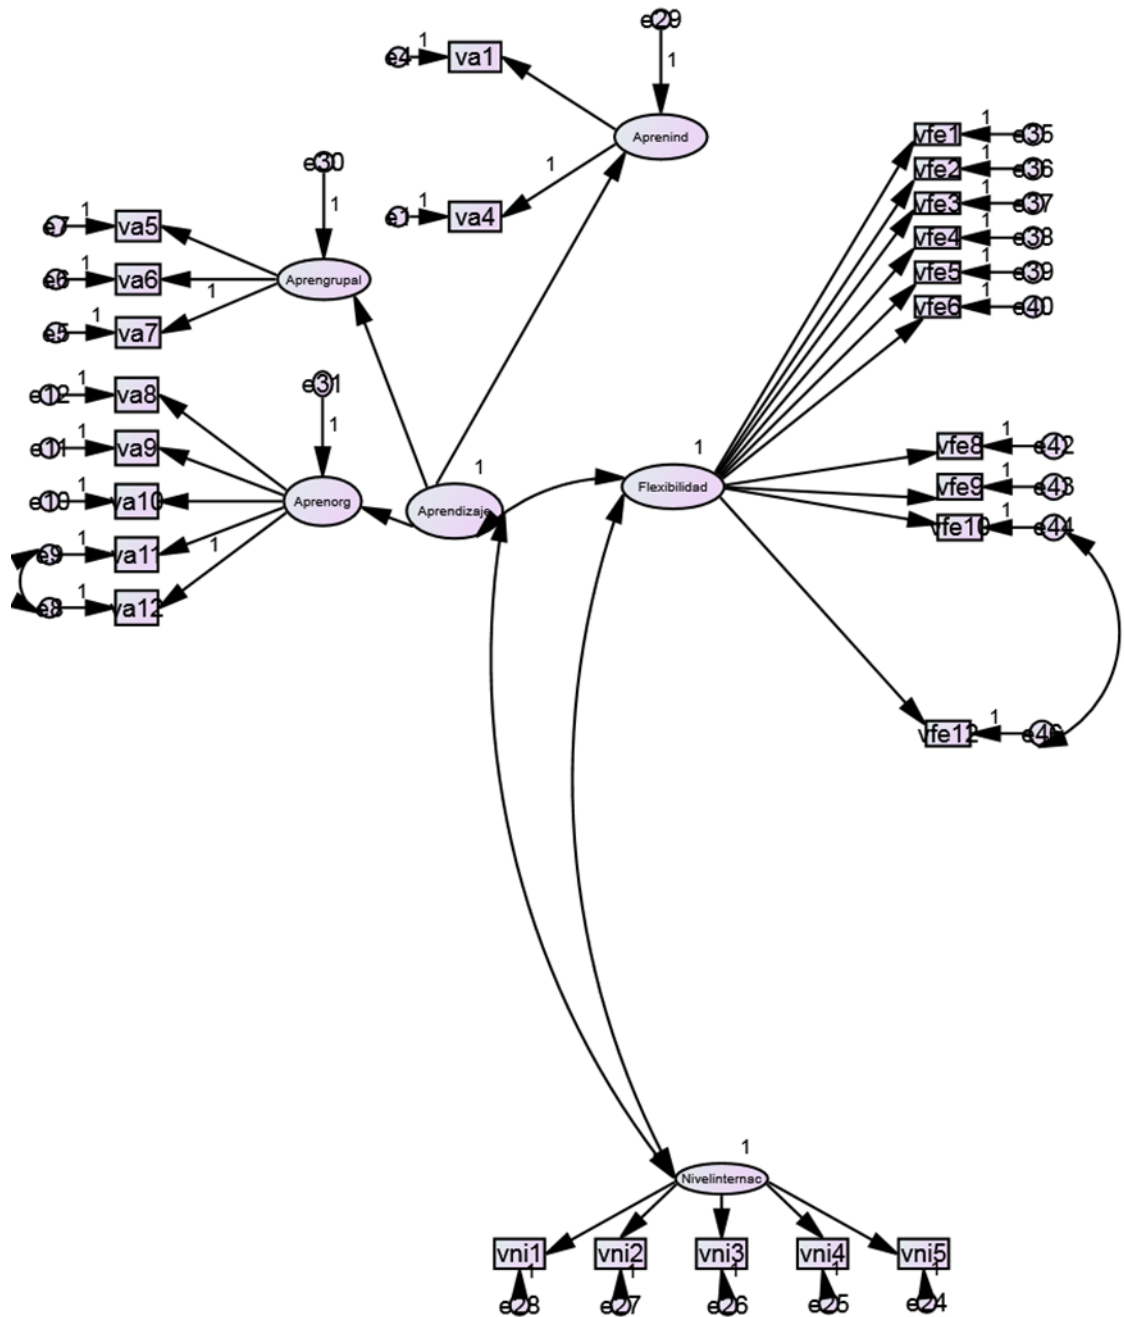 e29
1
e4
va1
1
Aprenind
1
vfe1
e35
1
e30
1
vfe2
e36
1
e1
va4
1
vfe3
e37
1
e7
va5
1
1
vfe4
e38
1
e6
va6
Aprengrupal
1
vfe5
e39
1
1
vfe6
e40
1
e5
va7
1
e12
va8
e31
1
e11
va9
1
1
vfe8
e42
1
1
1
e10
va10
Aprenorg
Aprendizaje
Flexibilidad
vfe9
e43
1
1
e9
va11
1
vfe10
e44
1
1
e8
va12
1
vfe12
e46
1
1
Nivelinternac
vni1
vni2
vni3
vni4
vni5
1
1
1
1
1
e28
e27
e26
e25
e24